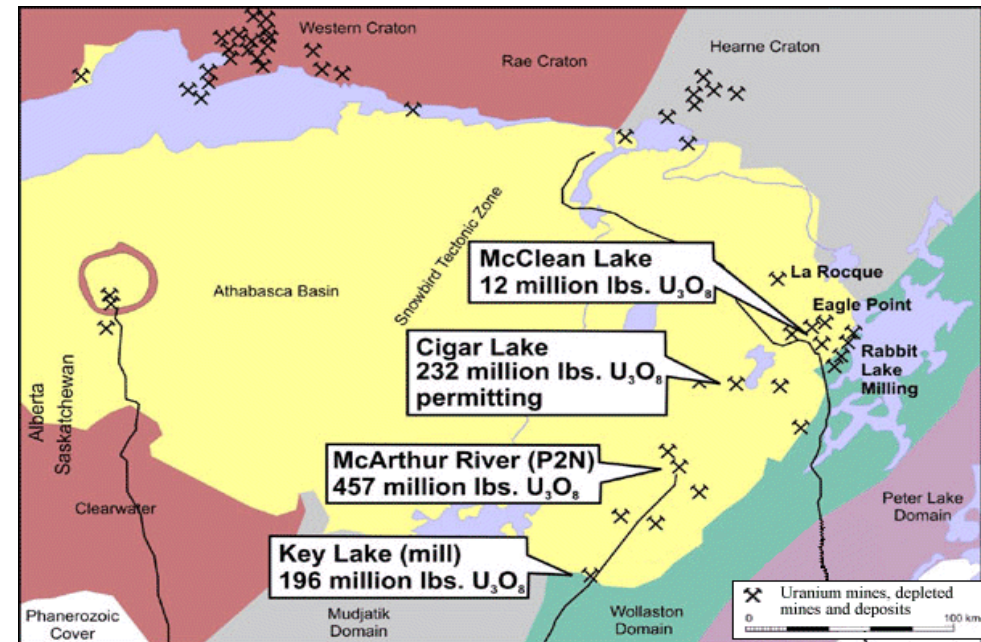 Western Craton
Rae Craton
Hearne Craton
Snowbird Tectonic Zone
McClean Lake
12 million lbs. U₃O₈
La Rocque
Athabasca Basin
Eagle Point
Cigar Lake
232 million lbs. U₃O₈
permitting
Rabbit
Lake
Milling
Alberta
Saskatchewan
McArthur River (P2N)
457 million lbs. U₃O₈
Clearwater
Peter Lake
Domain
Key Lake (mill)
196 million lbs. U₃O₈
Phanerozoic
Cover
Mudjatik
Domain
Wollaston
Domain
Uranium mines, depleted
mines and deposits
0 100 km